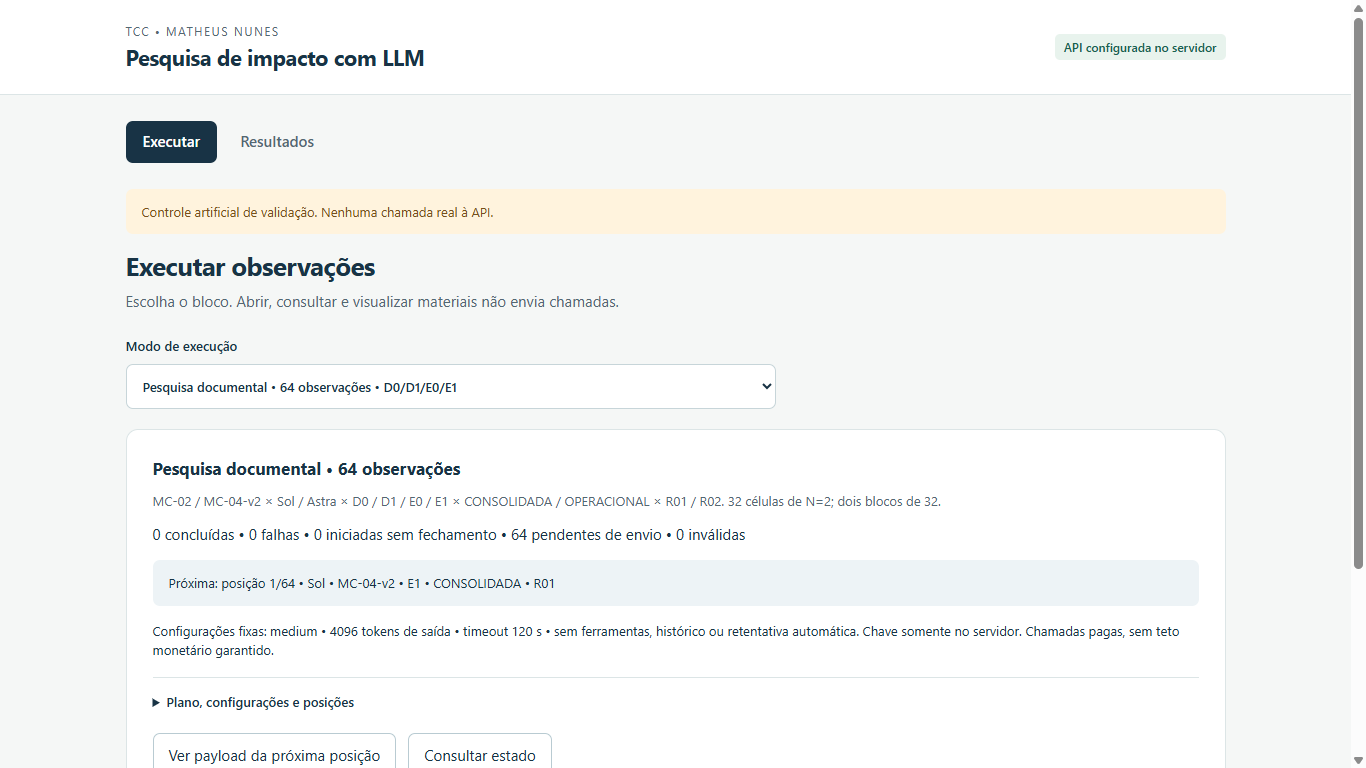 TCC • MATHEUS NUNES
Pesquisa de impacto com LLM
API configurada no servidor
Executar
Resultados
Controle artificial de validação. Nenhuma chamada real à API.
Executar observações
Escolha o bloco. Abrir, consultar e visualizar materiais não envia chamadas.
Modo de execução
Pesquisa documental • 64 observações • D0/D1/E0/E1
Pesquisa documental • 64 observações
MC-02 / MC-04-v2 × Sol / Astra × D0 / D1 / E0 / E1 × CONSOLIDADA / OPERACIONAL × R01 / R02. 32 células de N=2; dois blocos de 32.
0 concluídas • 0 falhas • 0 iniciadas sem fechamento • 64 pendentes de envio • 0 inválidas
Próxima: posição 1/64 • Sol • MC-04-v2 • E1 • CONSOLIDADA • R01
Configurações fixas: medium • 4096 tokens de saída • timeout 120 s • sem ferramentas, histórico ou retentativa automática. Chave somente no servidor. Chamadas pagas, sem teto
monetário garantido.
Plano, configurações e posições
Ver payload da próxima posição
Consultar estado